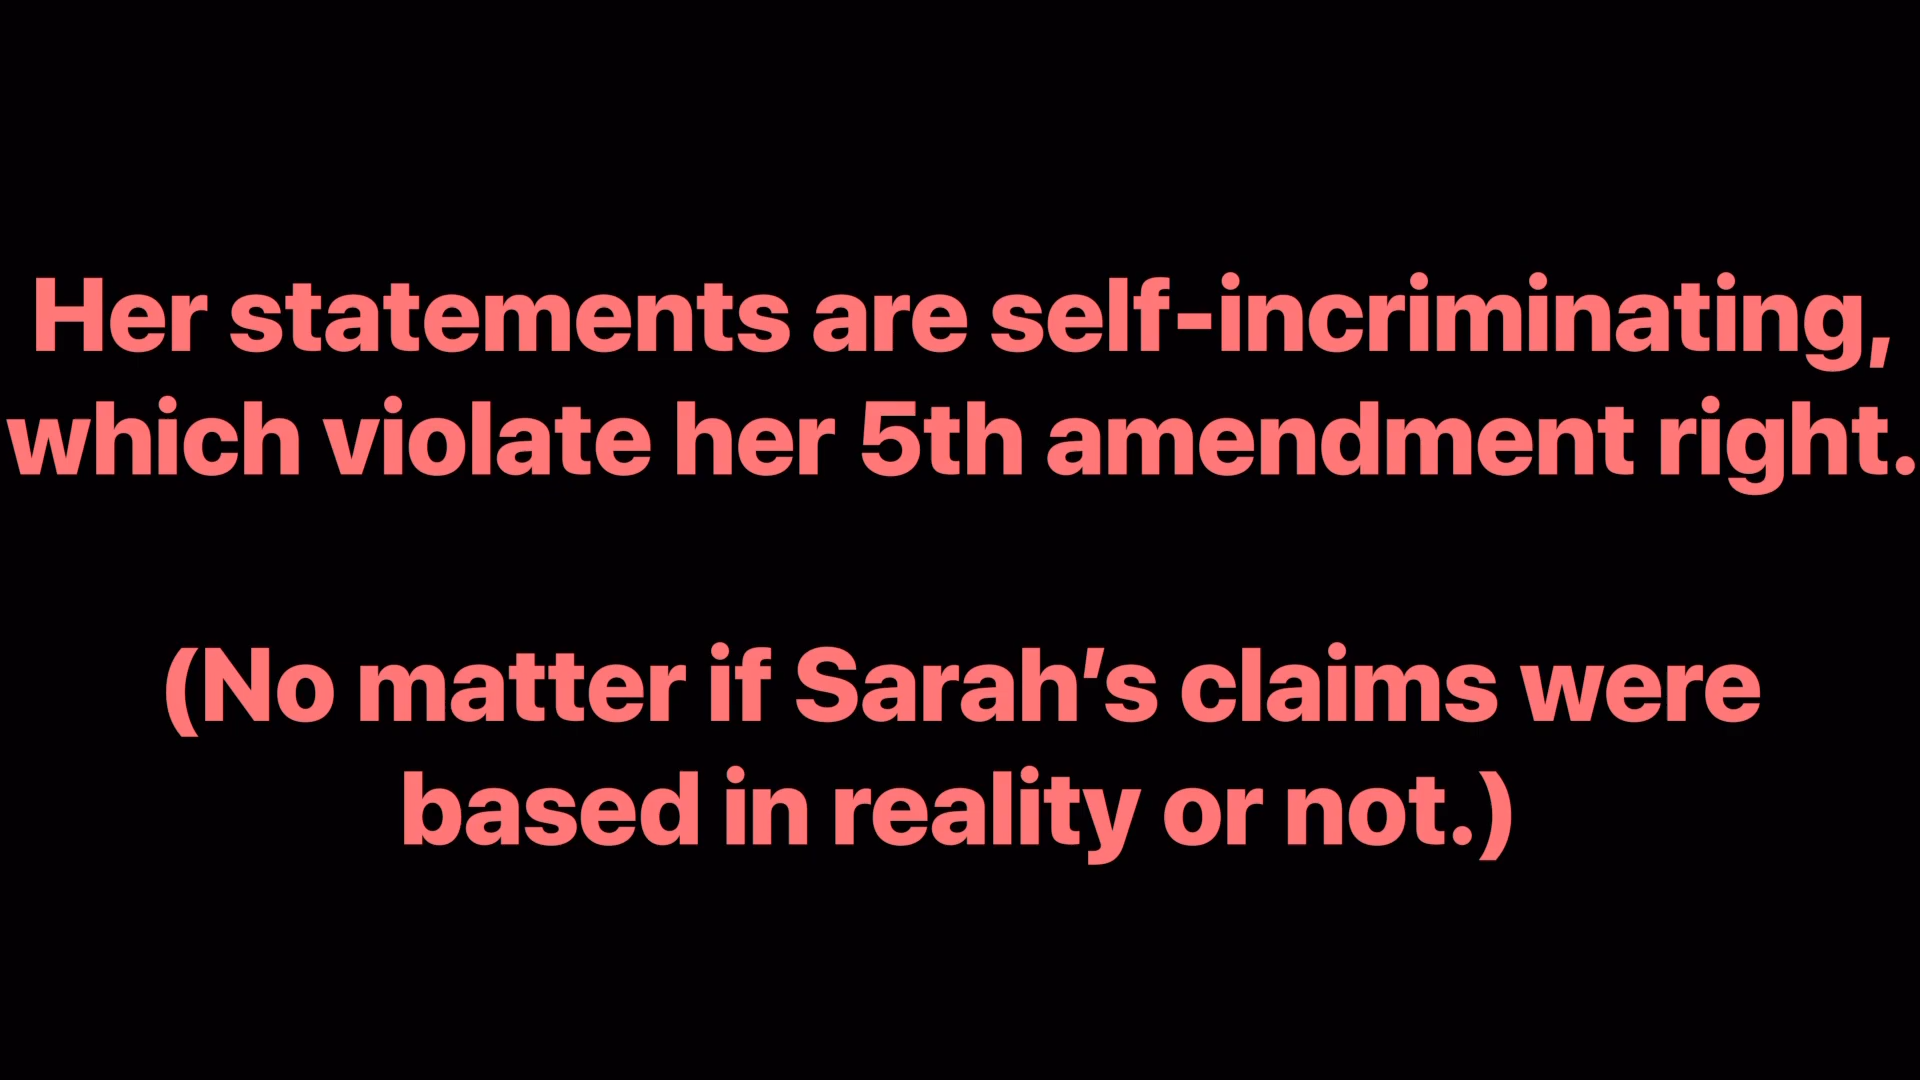 Her statements are self-incriminating,
which violate her 5th amendment right.
(No matter if Sarah’s claims were
based in reality or not.)